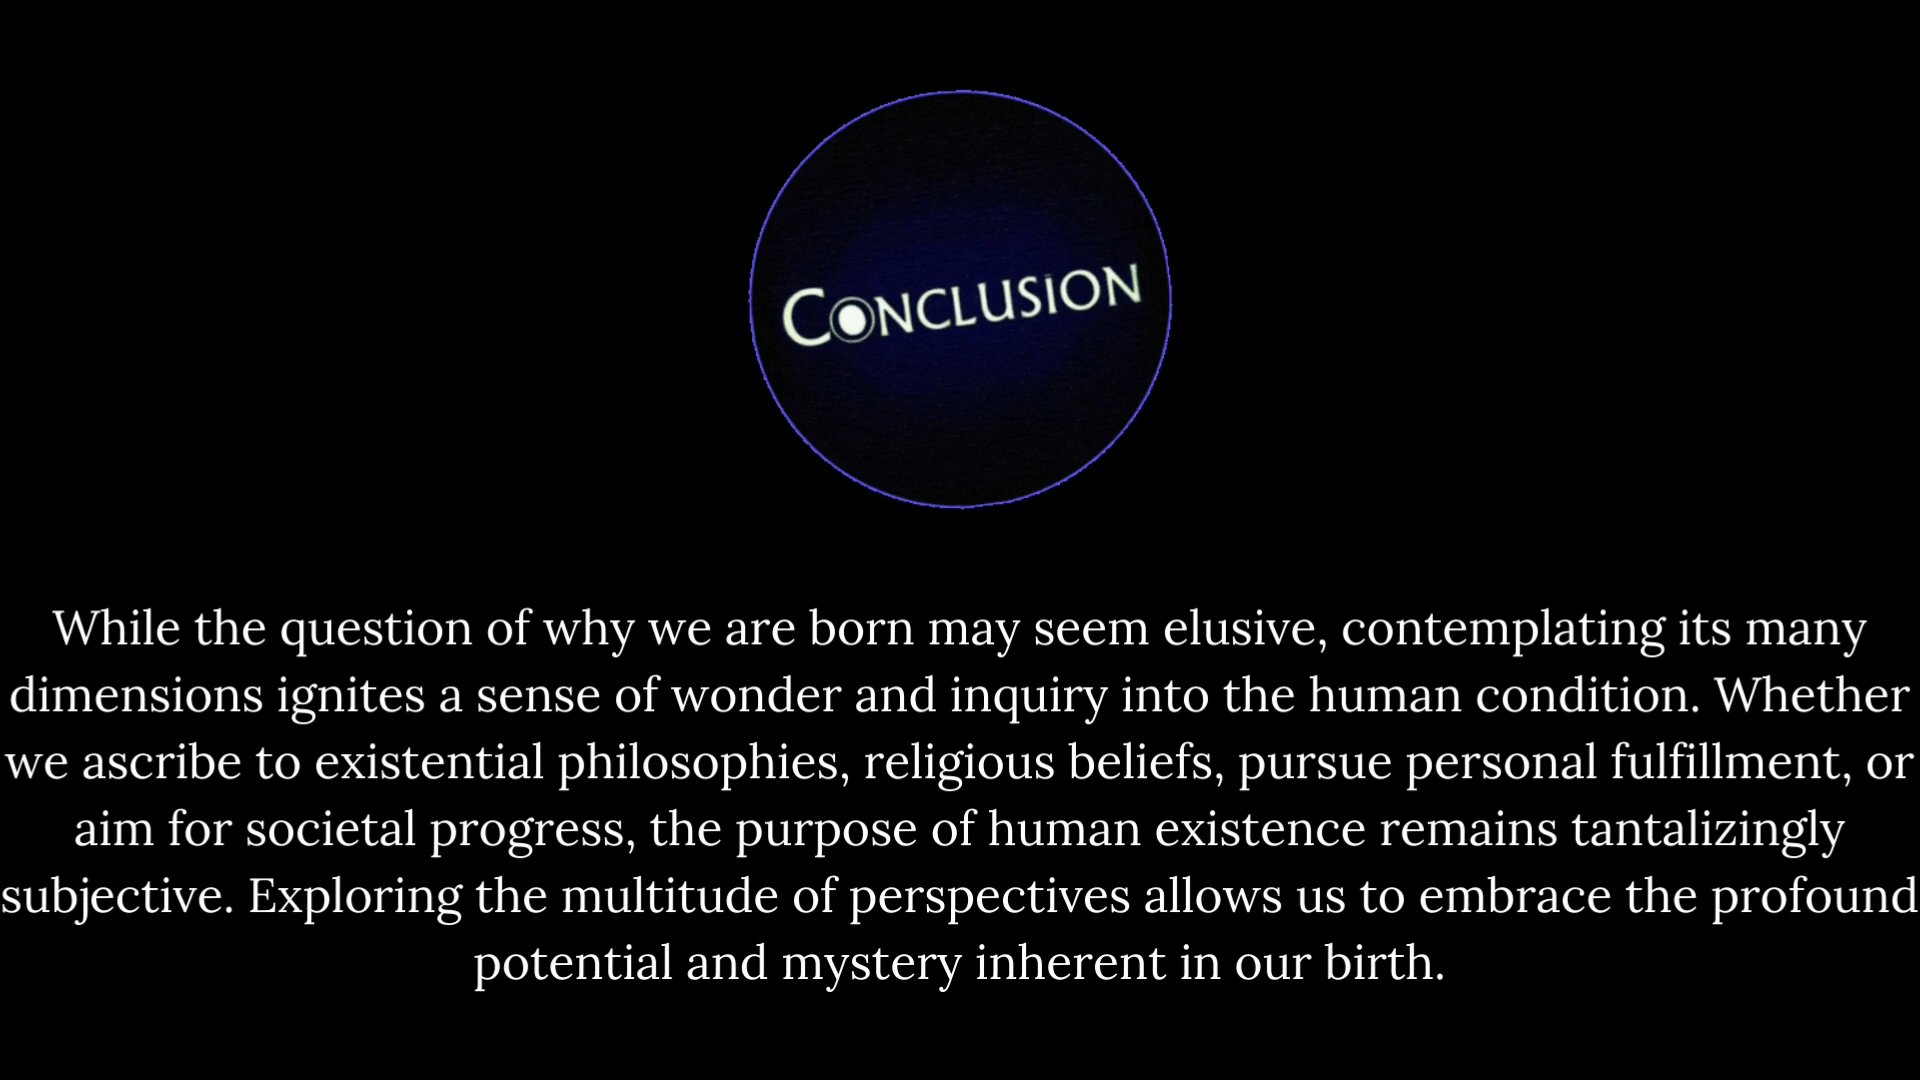 CONCLUSION
While the question of why we are born may seem elusive, contemplating its many
dimensions ignites a sense of wonder and inquiry into the human condition. Whether
we ascribe to existential philosophies, religious beliefs, pursue personal fulfillment, or
aim for societal progress, the purpose of human existence remains tantalizingly
subjective. Exploring the multitude of perspectives allows us to embrace the profound
potential and mystery inherent in our birth.